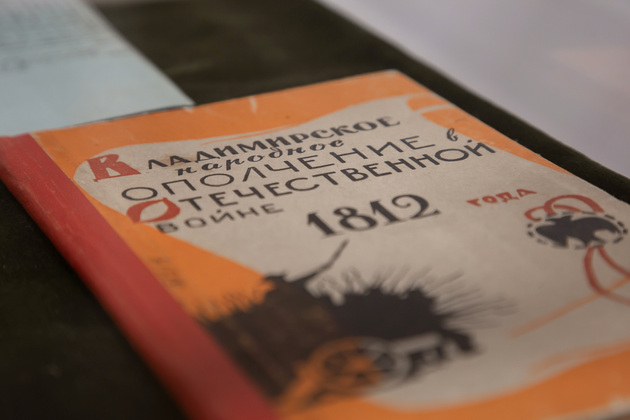 Владимирское
народное
ополчение в
Отечественной
войне 1812 года